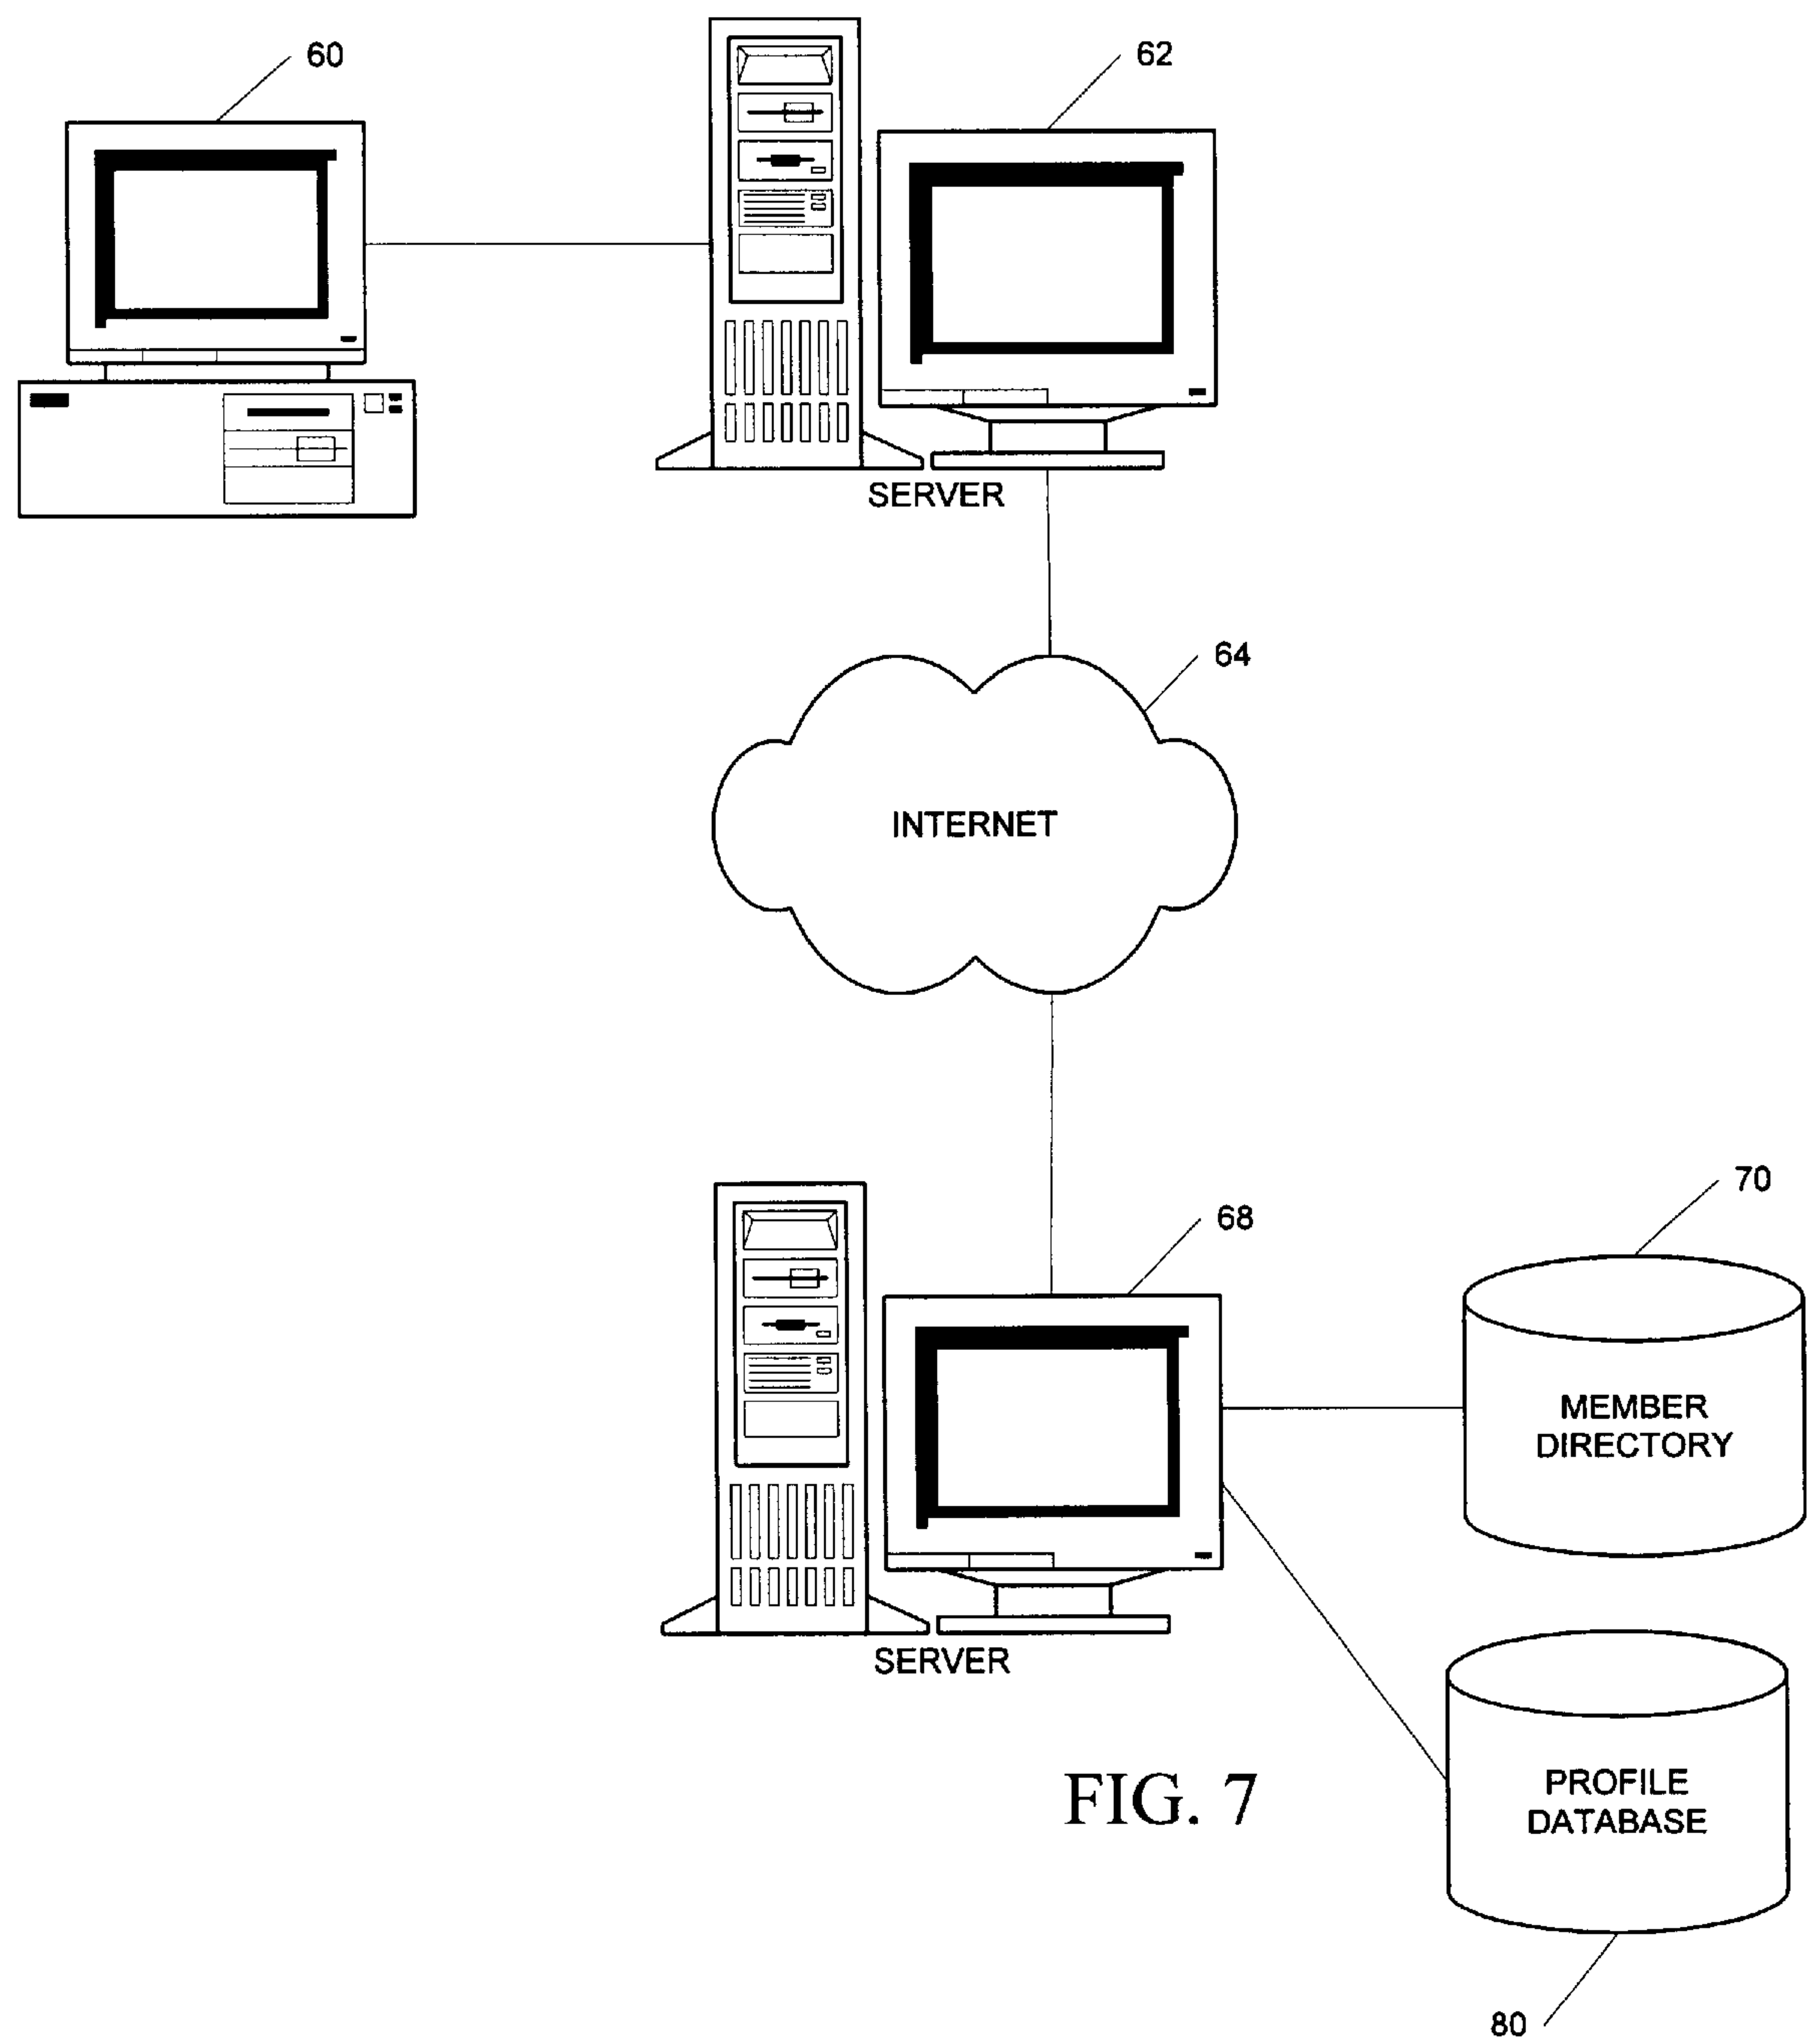 60
62
SERVER
64
INTERNET
70
68
MEMBER
DIRECTORY
SERVER
PROFILE
DATABASE
FIG. 7
80